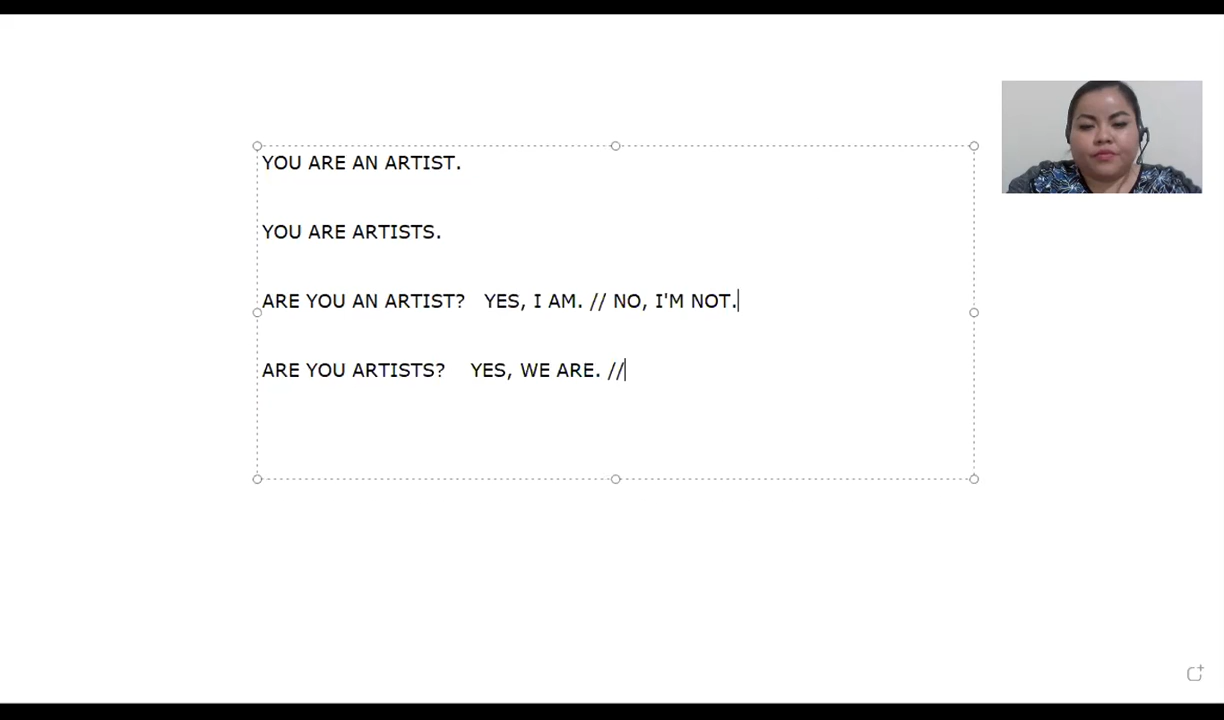 YOU ARE AN ARTIST.
YOU ARE ARTISTS.
ARE YOU AN ARTIST? YES, I AM. // NO, I'M NOT.
ARE YOU ARTISTS? YES, WE ARE. //